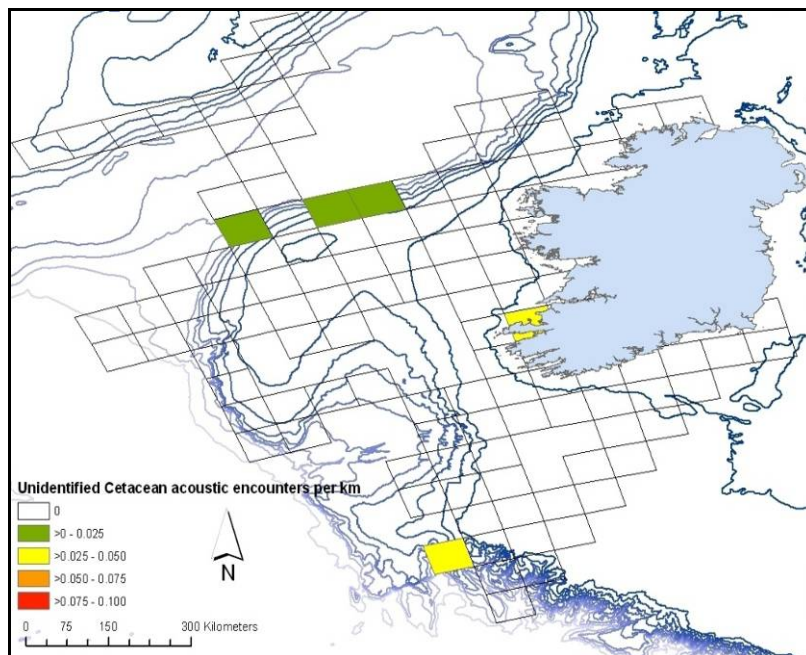 Unidentified Cetacean acoustic encounters per km
0
>0 - 0.025
>0.025 - 0.050
>0.050 - 0.075
>0.075 - 0.100
N
0 75 150 300 Kilometers